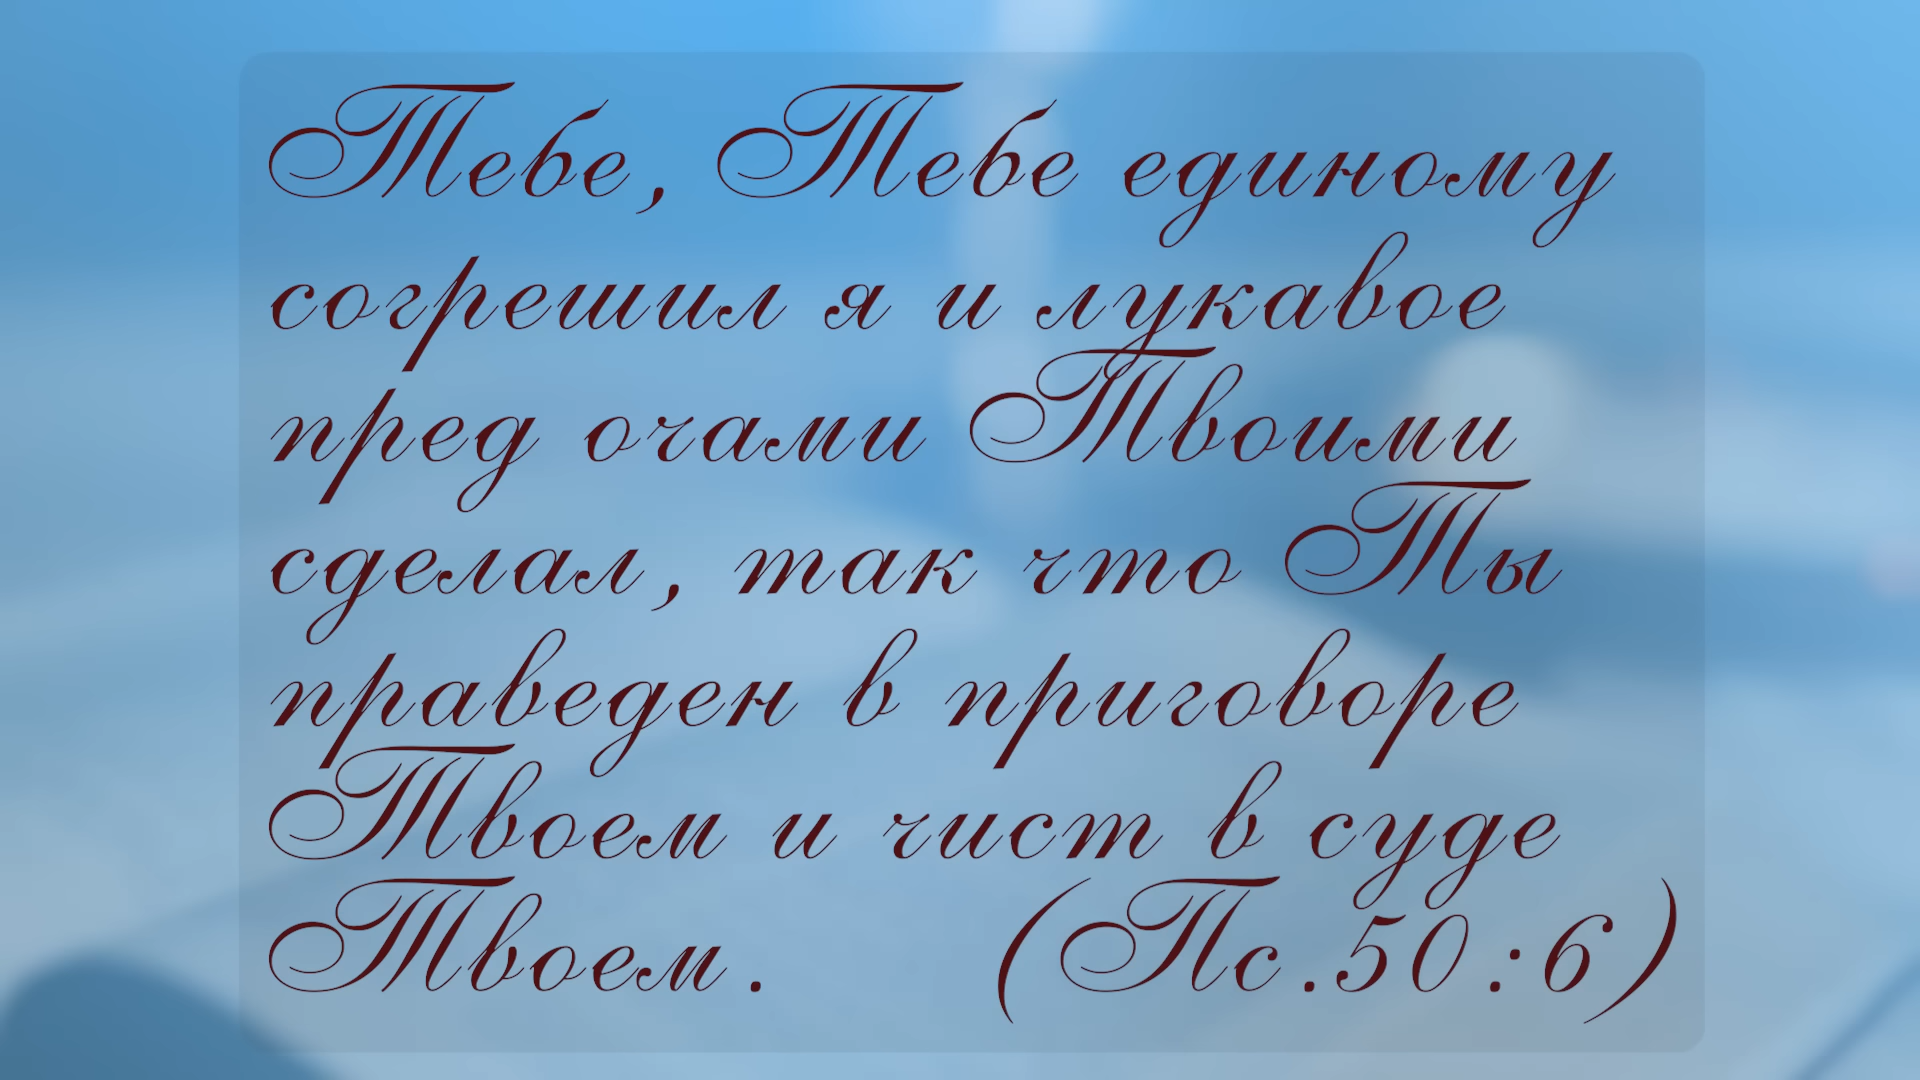 Тебе, Тебе единому
согрешил я и лукавое
пред очами Твоими
сделал, так что Ты
праведен в приговоре
Твоем и чист в суде
Твоем. (Пс.50:6)